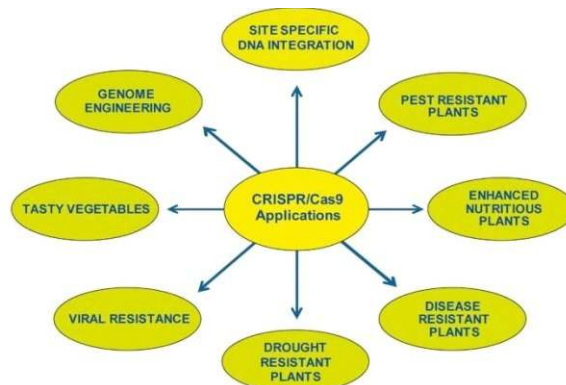 SITE SPECIFIC
DNA INTEGRATION
GENOME
ENGINEERING
PEST RESISTANT
PLANTS
TASTY VEGETABLES
CRISPR/Cas9
Applications
ENHANCED
NUTRITIOUS
PLANTS
VIRAL RESISTANCE
DISEASE
RESISTANT
PLANTS
DROUGHT
RESISTANT
PLANTS